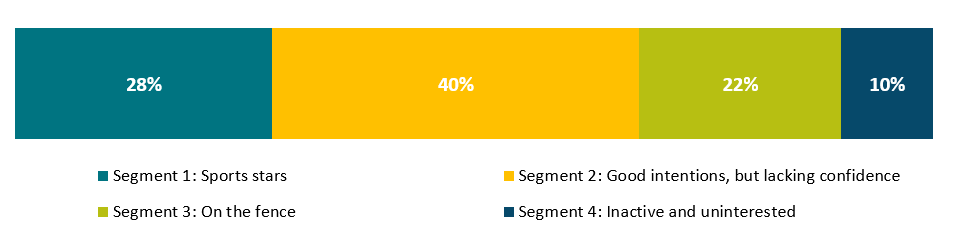 28% 40% 22% 10%
Segment 1: Sports stars Segment 2: Good intentions, but lacking confidence
Segment 3: On the fence Segment 4: Inactive and uninterested